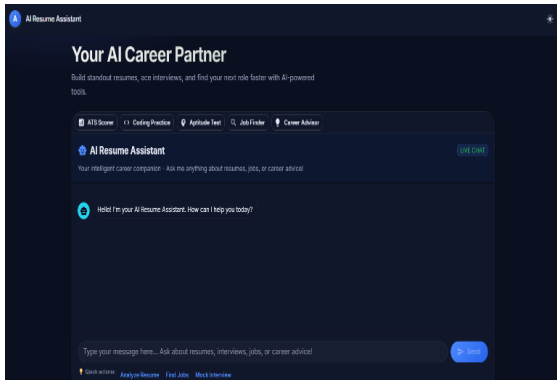 A AI Resume Assistant
Your AI Career Partner
Build standout resumes, ace interviews, and find your next role faster with AI-powered
tools.
ATS Scorer Coding Practice Aptitude Test Job Finder Career Advisor
AI Resume Assistant LIVE CHAT
Your intelligent career companion · Ask me anything about resumes, jobs, or career advice!
Hello! I'm your AI Resume Assistant. How can I help you today?
Type your message here... Ask about resumes, interviews, jobs, or career advice! Send
Quick actions: Analyze Resume Find Jobs Mock Interview